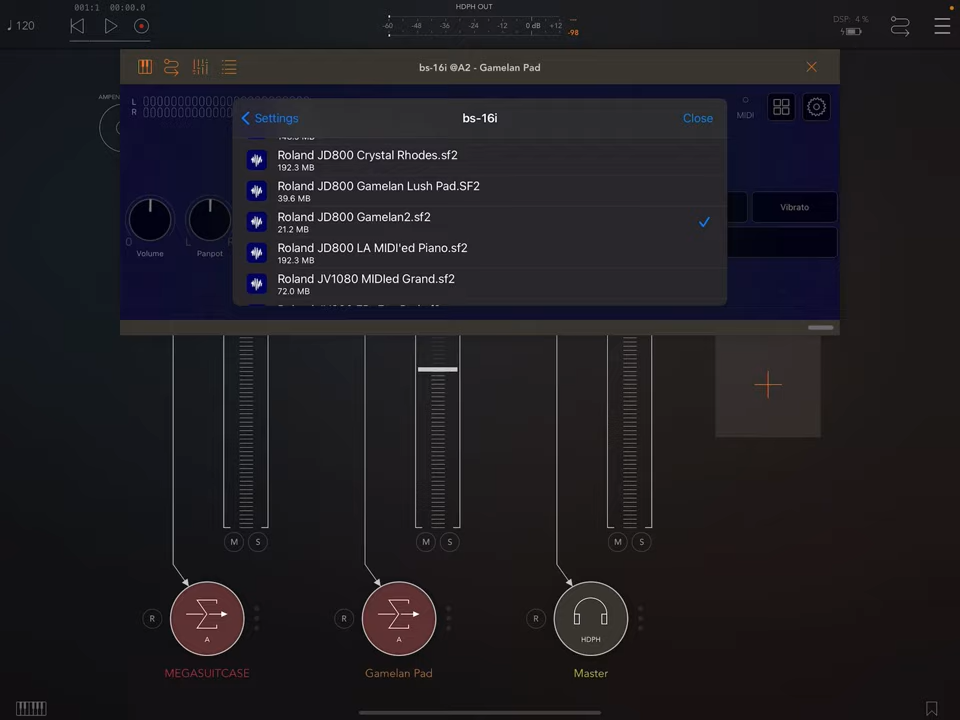 HDPH OUT
001:1 00:00.0
♩ 120
-60 -48 -36 -24 -12 0 dB +12
-98
DSP: 4 %
bs-16i @A2 - Gamelan Pad
L
R
MIDI
Settings
bs-16i
Close
Roland JD800 Crystal Rhodes.sf2
192.3 MB
Roland JD800 Gamelan Lush Pad.SF2
39.6 MB
Roland JD800 Gamelan2.sf2
21.2 MB
Roland JD800 LA MIDI'ed Piano.sf2
192.3 MB
Roland JV1080 MIDIed Grand.sf2
72.0 MB
0
L
Volume
Panpot
Vibrato
M S
M S
M S
R
A
R
A
R
HDPH
MEGASUITCASE
Gamelan Pad
Master